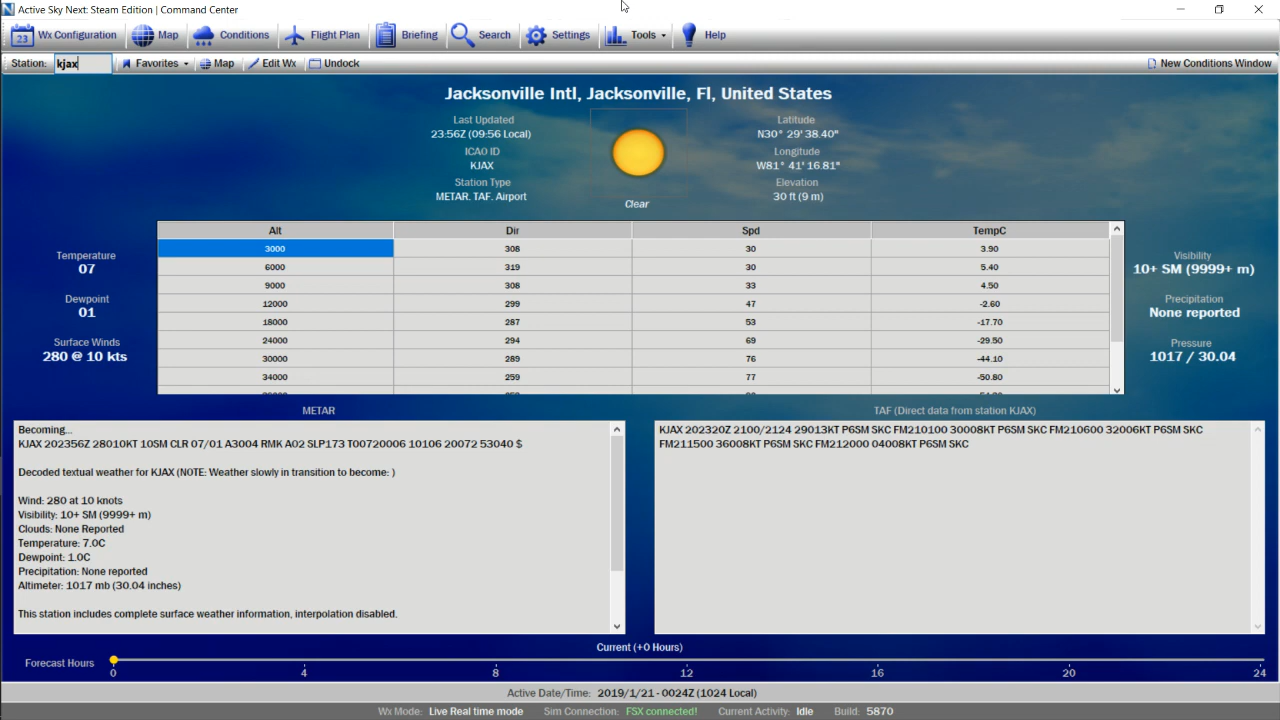 Active Sky Next: Steam Edition | Command Center
23 Wx Configuration Map Conditions Flight Plan Briefing Search Settings Tools Help
Station: kjax Favorites Map Edit Wx Undock New Conditions Window
Jacksonville Intl, Jacksonville, Fl, United States
Last Updated
23:56Z (09:56 Local)
ICAO ID
KJAX
Station Type
METAR. TAF. Airport
Clear
Latitude
N30° 29' 38.40"
Longitude
W81° 41' 16.81"
Elevation
30 ft (9 m)
Temperature
07
Dewpoint
01
Surface Winds
280 @ 10 kts
Alt Dir Spd TempC
3000 308 30 3.90
6000 319 30 5.40
9000 308 33 4.50
12000 299 47 -2.60
18000 287 53 -17.70
24000 294 69 -29.50
30000 289 76 -44.10
34000 259 77 -50.80
Visibility
10+ SM (9999+ m)
Precipitation
None reported
Pressure
1017 / 30.04
METAR
Becoming...
KJAX 202356Z 28010KT 10SM CLR 07/01 A3004 RMK AO2 SLP173 T00720006 10106 20072 53040 $
Decoded textual weather for KJAX (NOTE: Weather slowly in transition to become: )
Wind: 280 at 10 knots
Visibility: 10+ SM (9999+ m)
Clouds: None Reported
Temperature: 7.0C
Dewpoint: 1.0C
Precipitation: None reported
Altimeter: 1017 mb (30.04 inches)
This station includes complete surface weather information, interpolation disabled.
TAF (Direct data from station KJAX)
KJAX 202320Z 2100/2124 29013KT P6SM SKC FM210100 30008KT P6SM SKC FM210600 32006KT P6SM SKC
FM211500 36008KT P6SM SKC FM212000 04008KT P6SM SKC
Current (+0 Hours)
Forecast Hours 0 4 8 12 16 20 24
Active Date/Time: 2019/1/21 - 0024Z (1024 Local)
Wx Mode: Live Real time mode Sim Connection: FSX connected! Current Activity: Idle Build: 5870